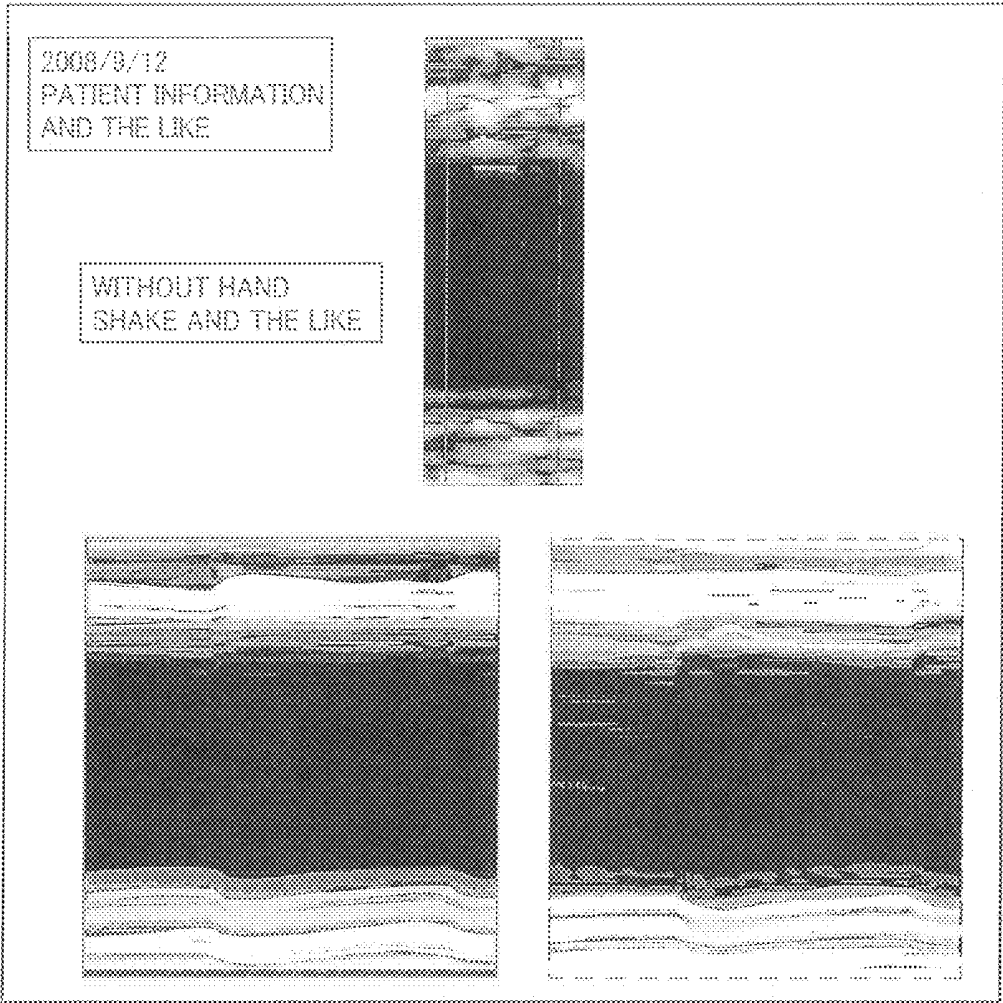 2008/9/12
PATIENT INFORMATION
AND THE LIKE
WITHOUT HAND
SHAKE AND THE LIKE